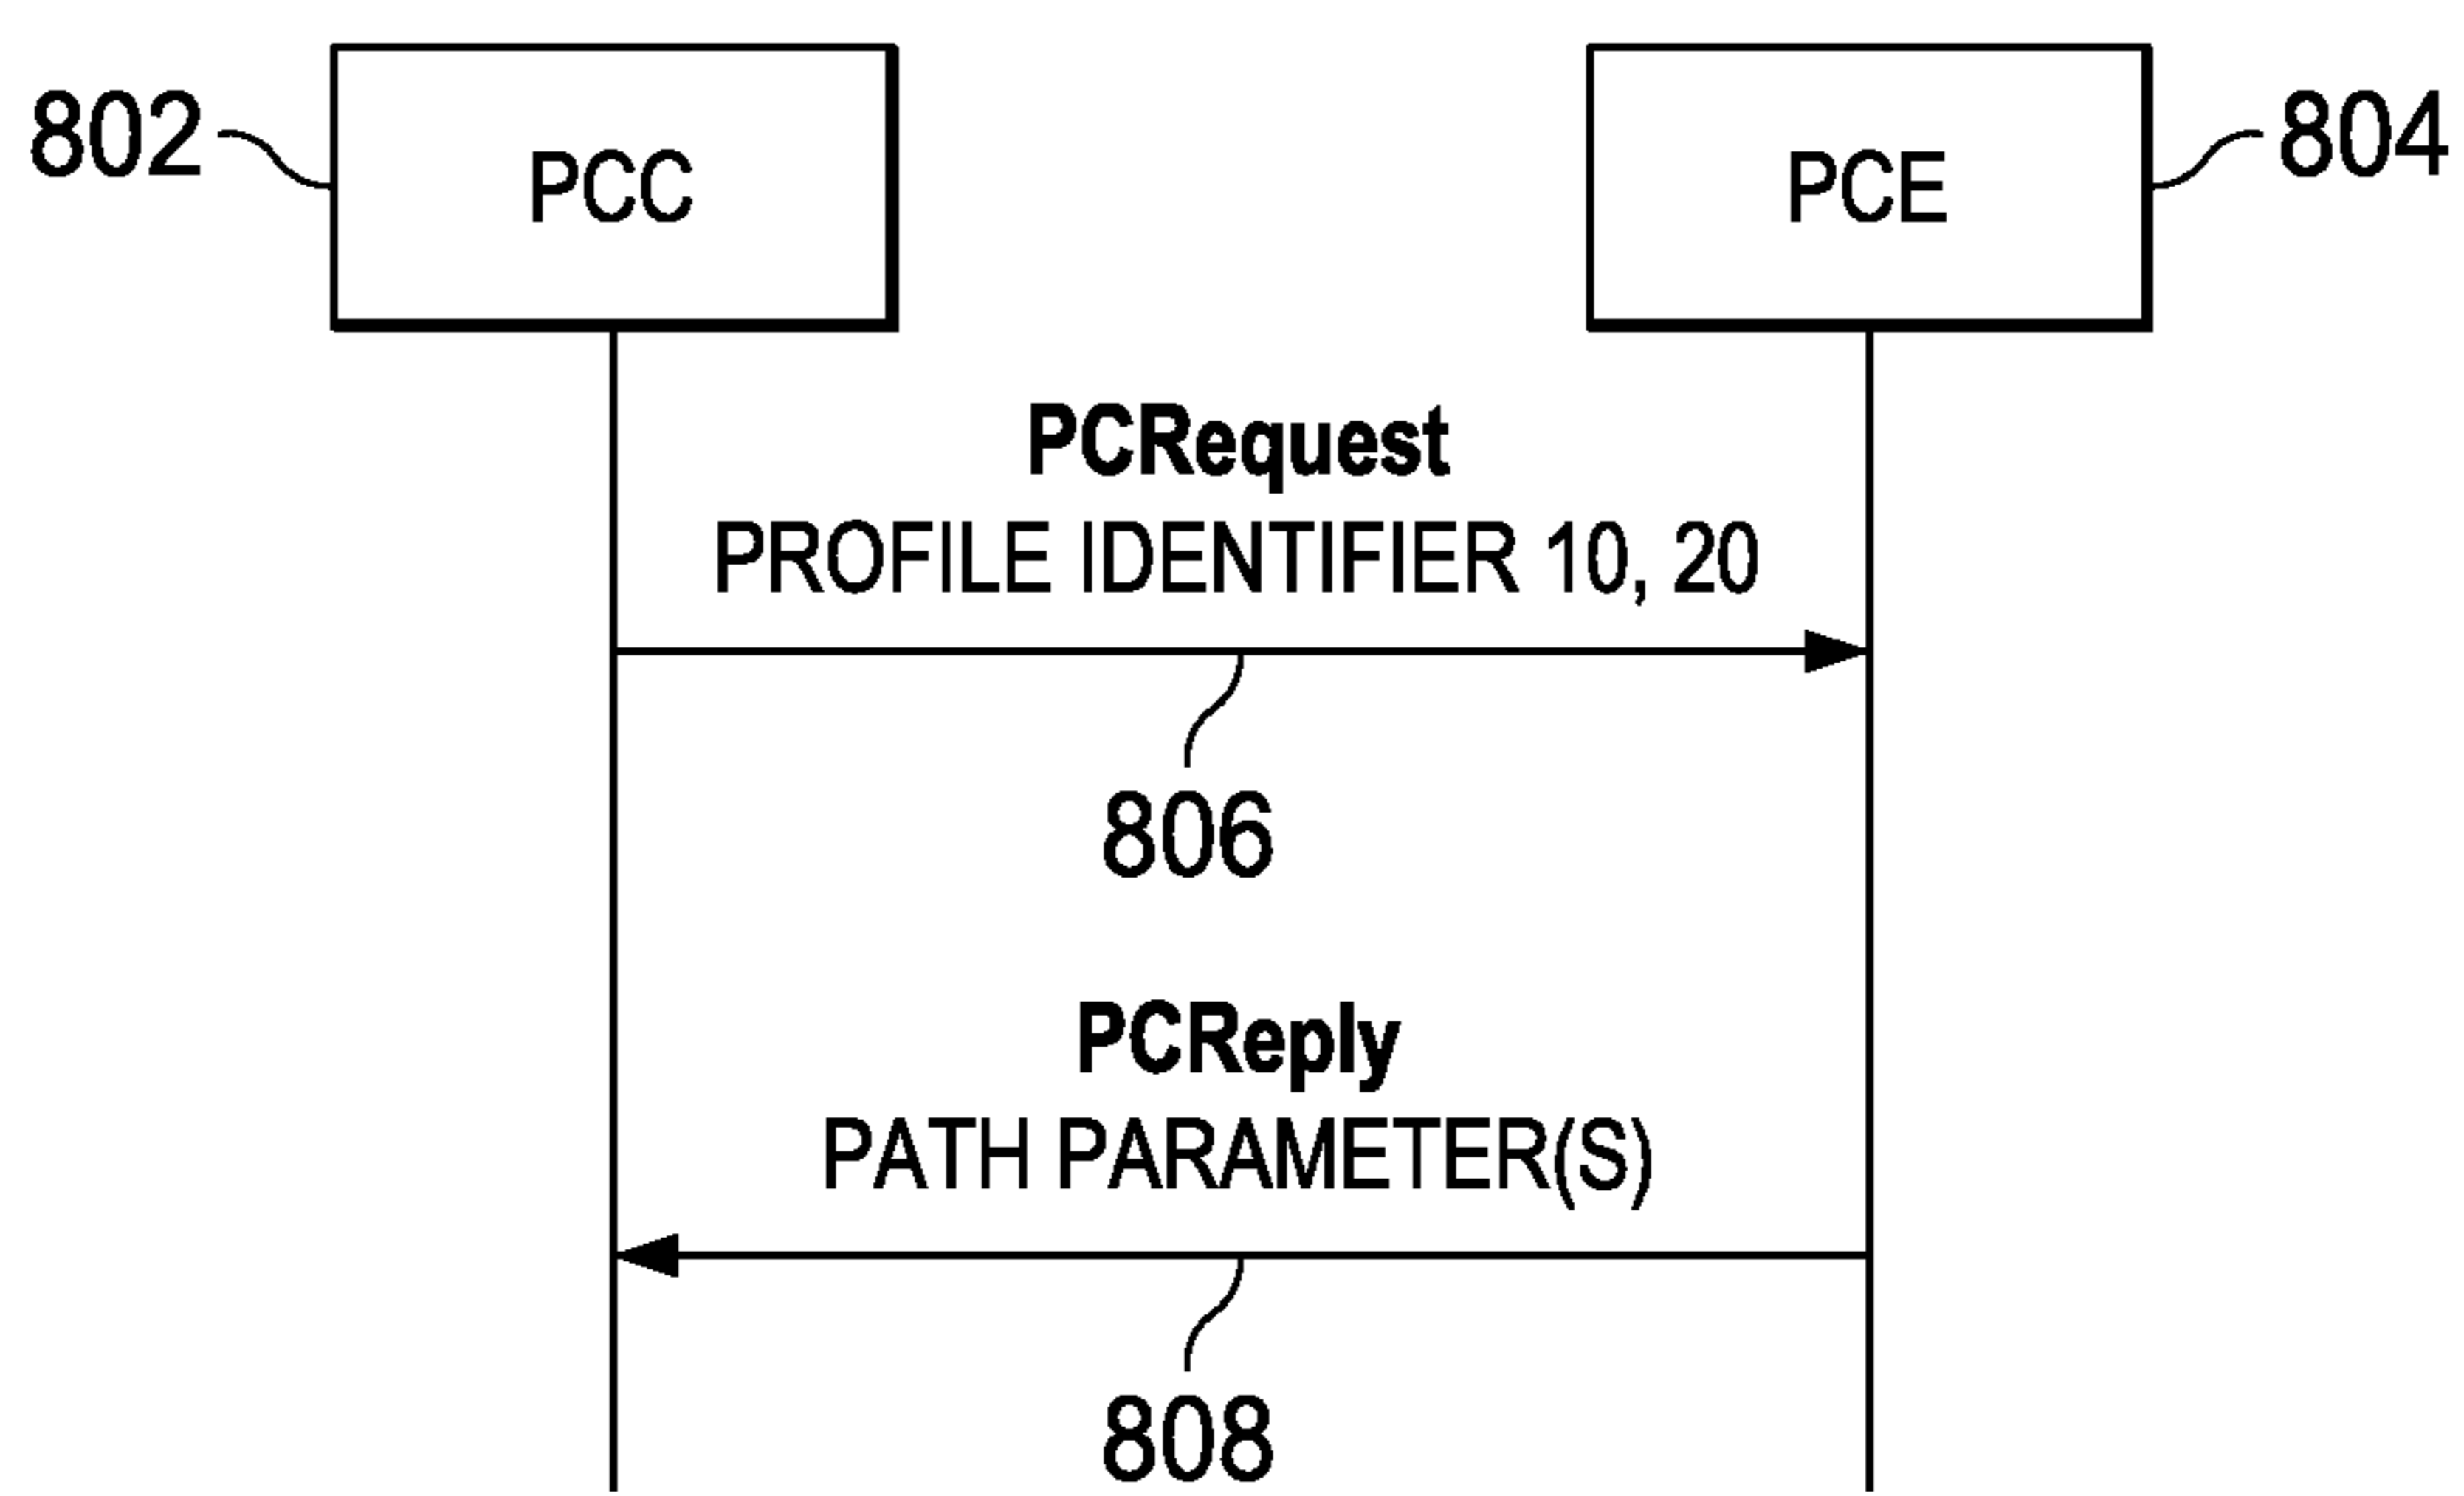 802
PCC
PCE
804
PCRequest
PROFILE IDENTIFIER 10, 20
806
PCReply
PATH PARAMETER(S)
808